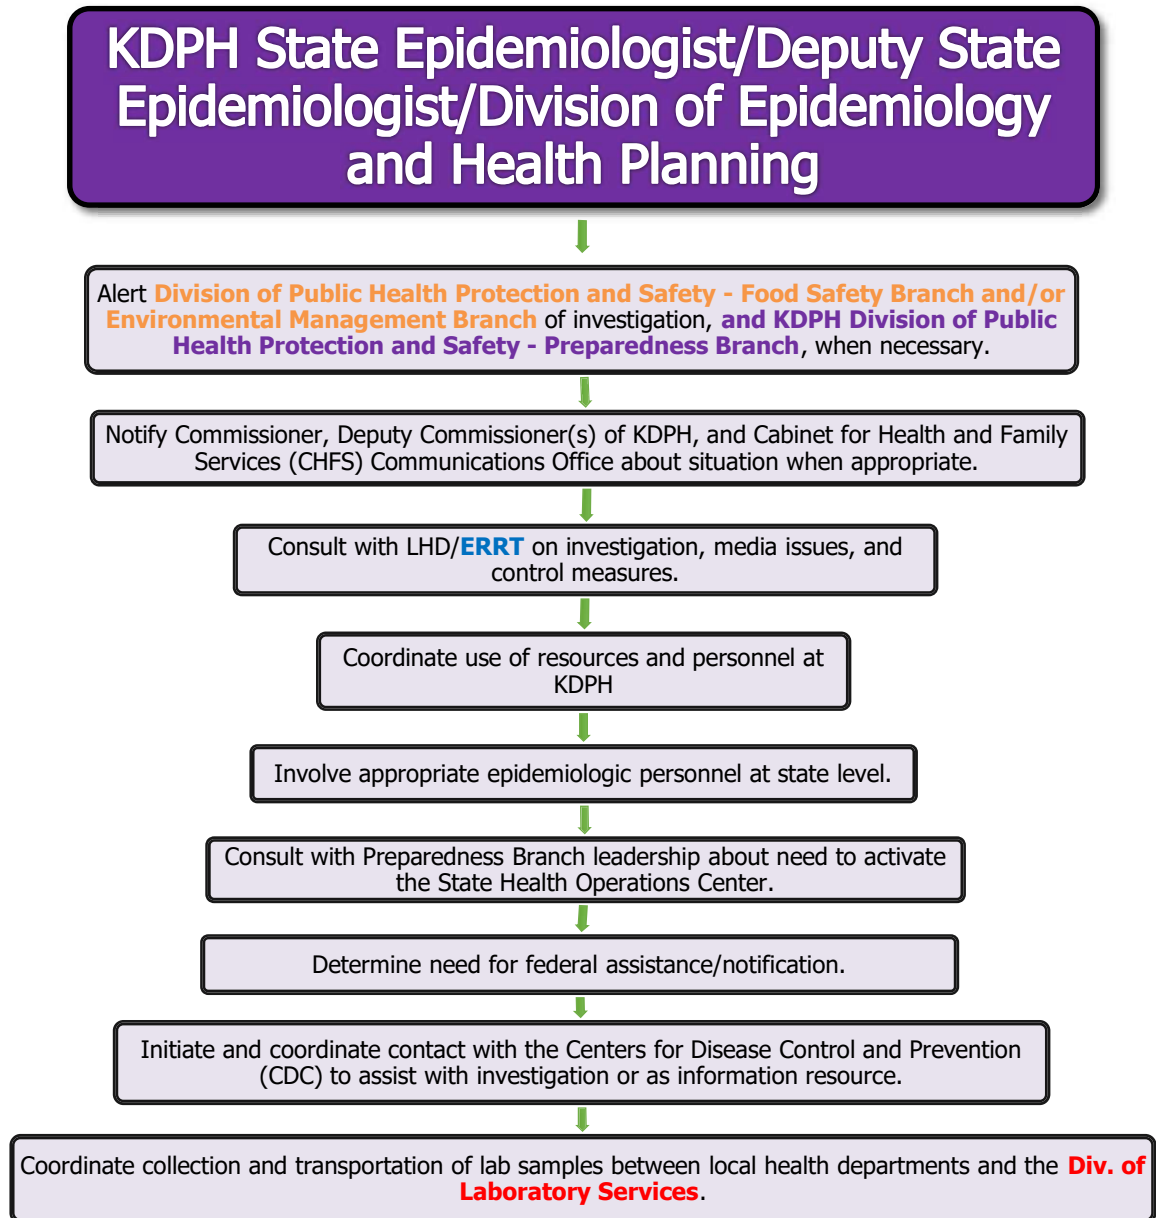 KDPH State Epidemiologist/Deputy State
Epidemiologist/Division of Epidemiology
and Health Planning
Alert Division of Public Health Protection and Safety - Food Safety Branch and/or
Environmental Management Branch of investigation, and KDPH Division of Public
Health Protection and Safety - Preparedness Branch, when necessary.
Notify Commissioner, Deputy Commissioner(s) of KDPH, and Cabinet for Health and Family
Services (CHFS) Communications Office about situation when appropriate.
Consult with LHD/ERRT on investigation, media issues, and
control measures.
Coordinate use of resources and personnel at
KDPH
Involve appropriate epidemiologic personnel at state level.
Consult with Preparedness Branch leadership about need to activate
the State Health Operations Center.
Determine need for federal assistance/notification.
Initiate and coordinate contact with the Centers for Disease Control and Prevention
(CDC) to assist with investigation or as information resource.
Coordinate collection and transportation of lab samples between local health departments and the Div. of
Laboratory Services.